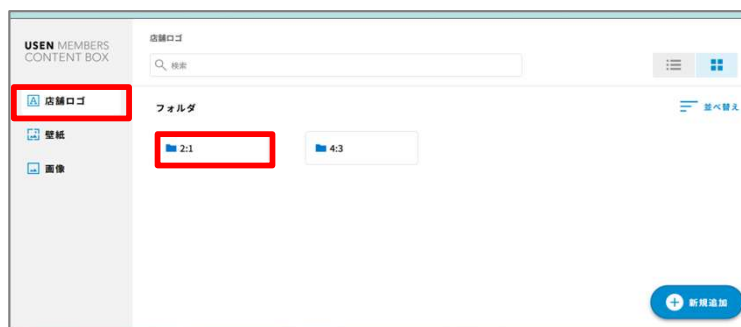 USEN MEMBERS
CONTENT BOX
店舗ロゴ
壁紙
画像
店舗ロゴ
検索
フォルダ
並べ替え
2:1
4:3
新規追加